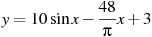 y = 10 sin x − 48/π x + 3